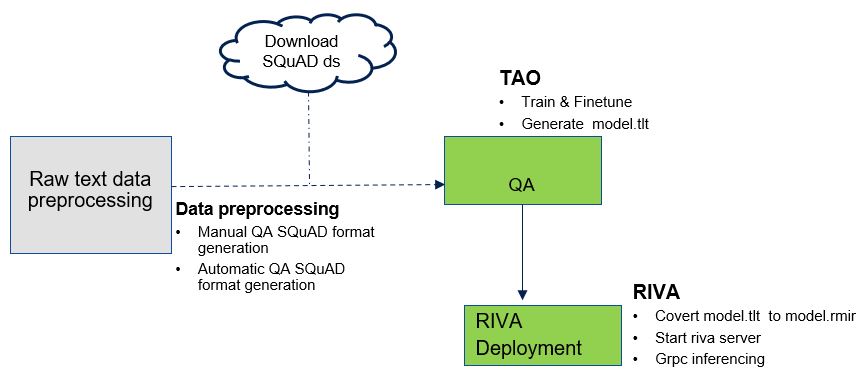 Download
SQuAD ds
TAO
• Train & Finetune
• Generate model.tlt
Raw text data
preprocessing
QA
Data preprocessing
• Manual QA SQuAD format
generation
• Automatic QA SQuAD
format generation
RIVA
Deployment
RIVA
• Covert model.tlt to model.rmir
• Start riva server
• Grpc inferencing